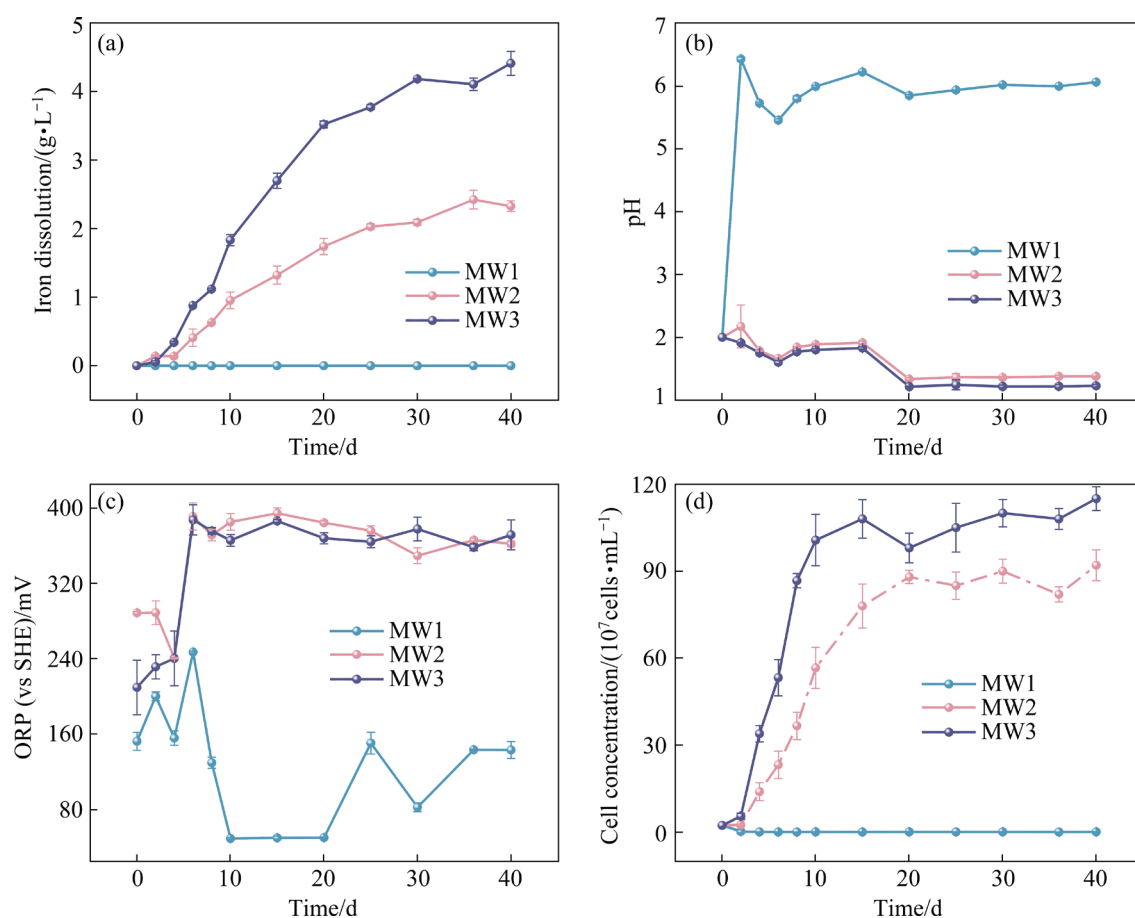 (a)
Iron dissolution/(g•L⁻¹)
5
4
3
2
1
0
MW1
MW2
MW3
0 10 20 30 40
Time/d
(b)
pH
7
6
5
4
3
2
1
MW1
MW2
MW3
0 10 20 30 40
Time/d
(c)
ORP (vs SHE)/mV
400
320
240
160
80
MW1
MW2
MW3
0 10 20 30 40
Time/d
(d)
Cell concentration/(10⁷cells•mL⁻¹)
120
90
60
30
0
MW1
MW2
MW3
0 10 20 30 40
Time/d